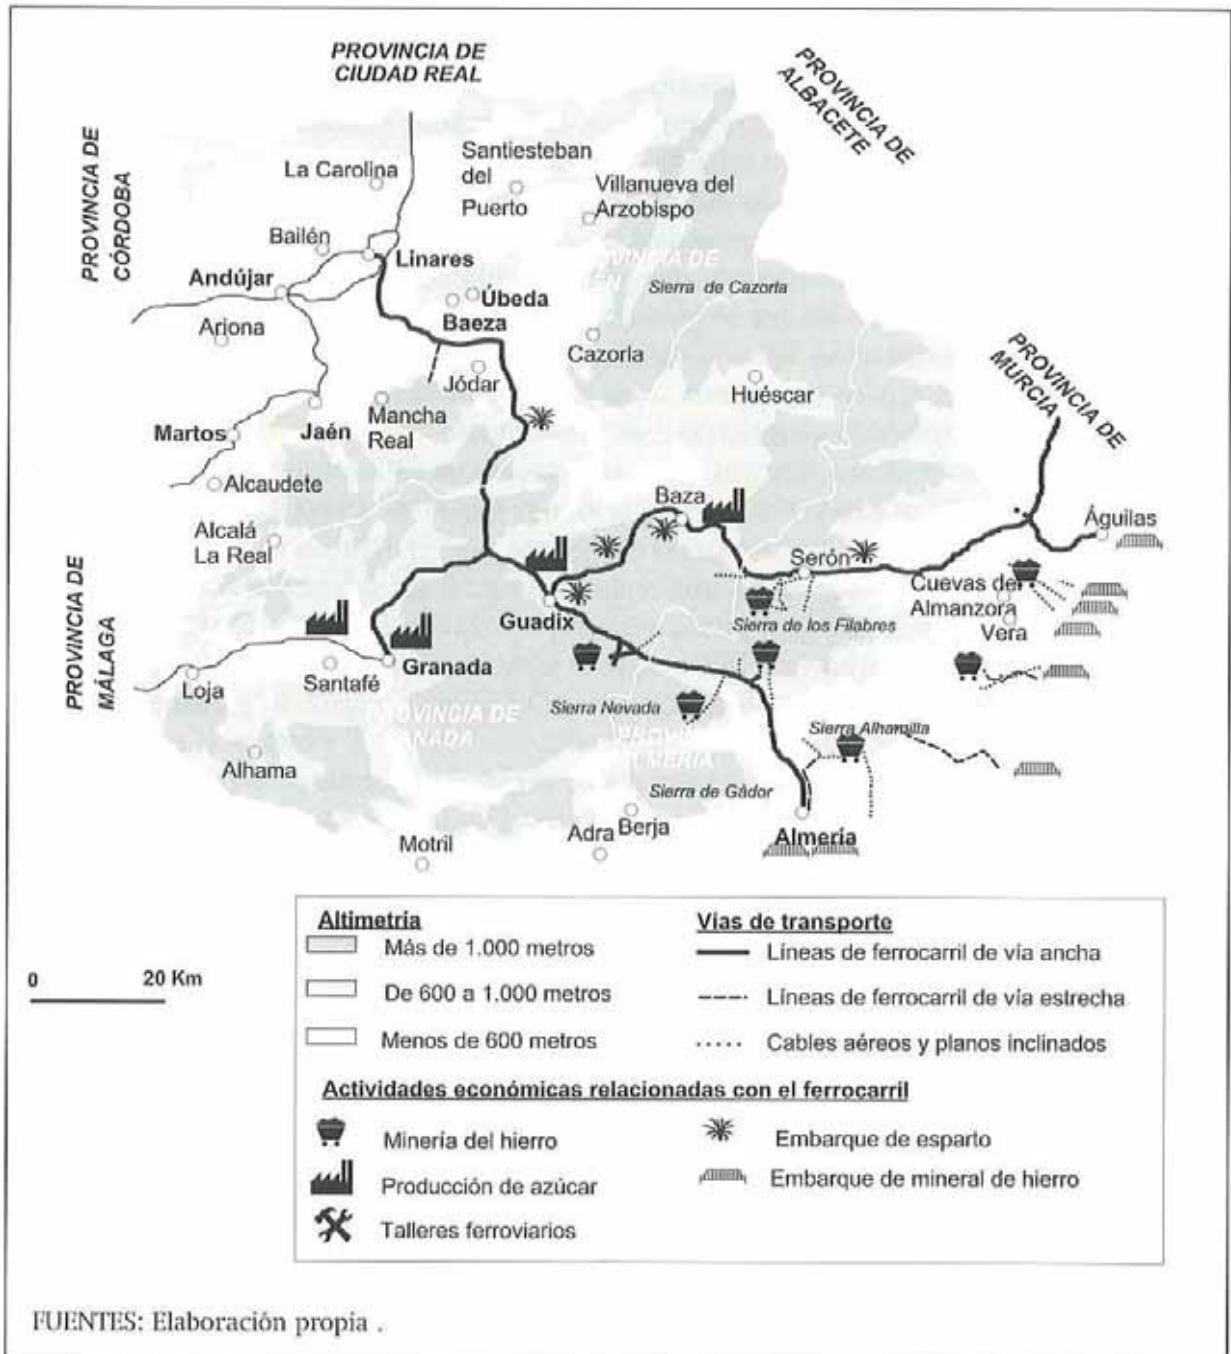 PROVINCIA DE
CIUDAD REAL
PROVINCIA DE
ALBACETE
PROVINCIA DE
CÓRDOBA
La Carolina
Santiesteban
del
Puerto
Villanueva del
Arzobispo
Bailén
Linares
PROVINCIA DE
Andújar
Úbeda
Baeza
Sierra de Cazorla
Arjona
Cazorla
PROVINCIA DE
MURCIA
Jódar
Huéscar
Mancha
Real
Martos
Jaén
Alcaudete
Baza
Alcalá
La Real
Águilas
Serón
PROVINCIA DE
MÁLAGA
Guadix
Cuevas de
Almanzora
Sierra de los Filabres
Vera
Granada
Loja
Santafé
Sierra Nevada
PROVINCIA DE
Sierra Alhamilla
Alhama
Sierra de Gádor
Adra
Berja
Almería
Motril
Altimetría
Más de 1.000 metros
De 600 a 1.000 metros
Menos de 600 metros
Vías de transporte
Líneas de ferrocarril de vía ancha
Líneas de ferrocarril de vía estrecha
Cables aéreos y planos inclinados
0 20 Km
Actividades económicas relacionadas con el ferrocarril
Minería del hierro
Producción de azúcar
Talleres ferroviarios
Embarque de esparto
Embarque de mineral de hierro
FUENTES: Elaboración propia .